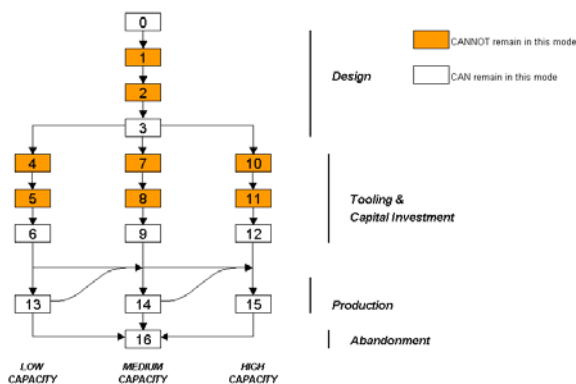 0
CANNOT remain in this mode
1
Design
CAN remain in this mode
2
3
4 7 10
5 8 11
Tooling &
Capital Investment
6 9 12
13 14 15
Production
16
Abandonment
LOW
CAPACITY
MEDIUM
CAPACITY
HIGH
CAPACITY